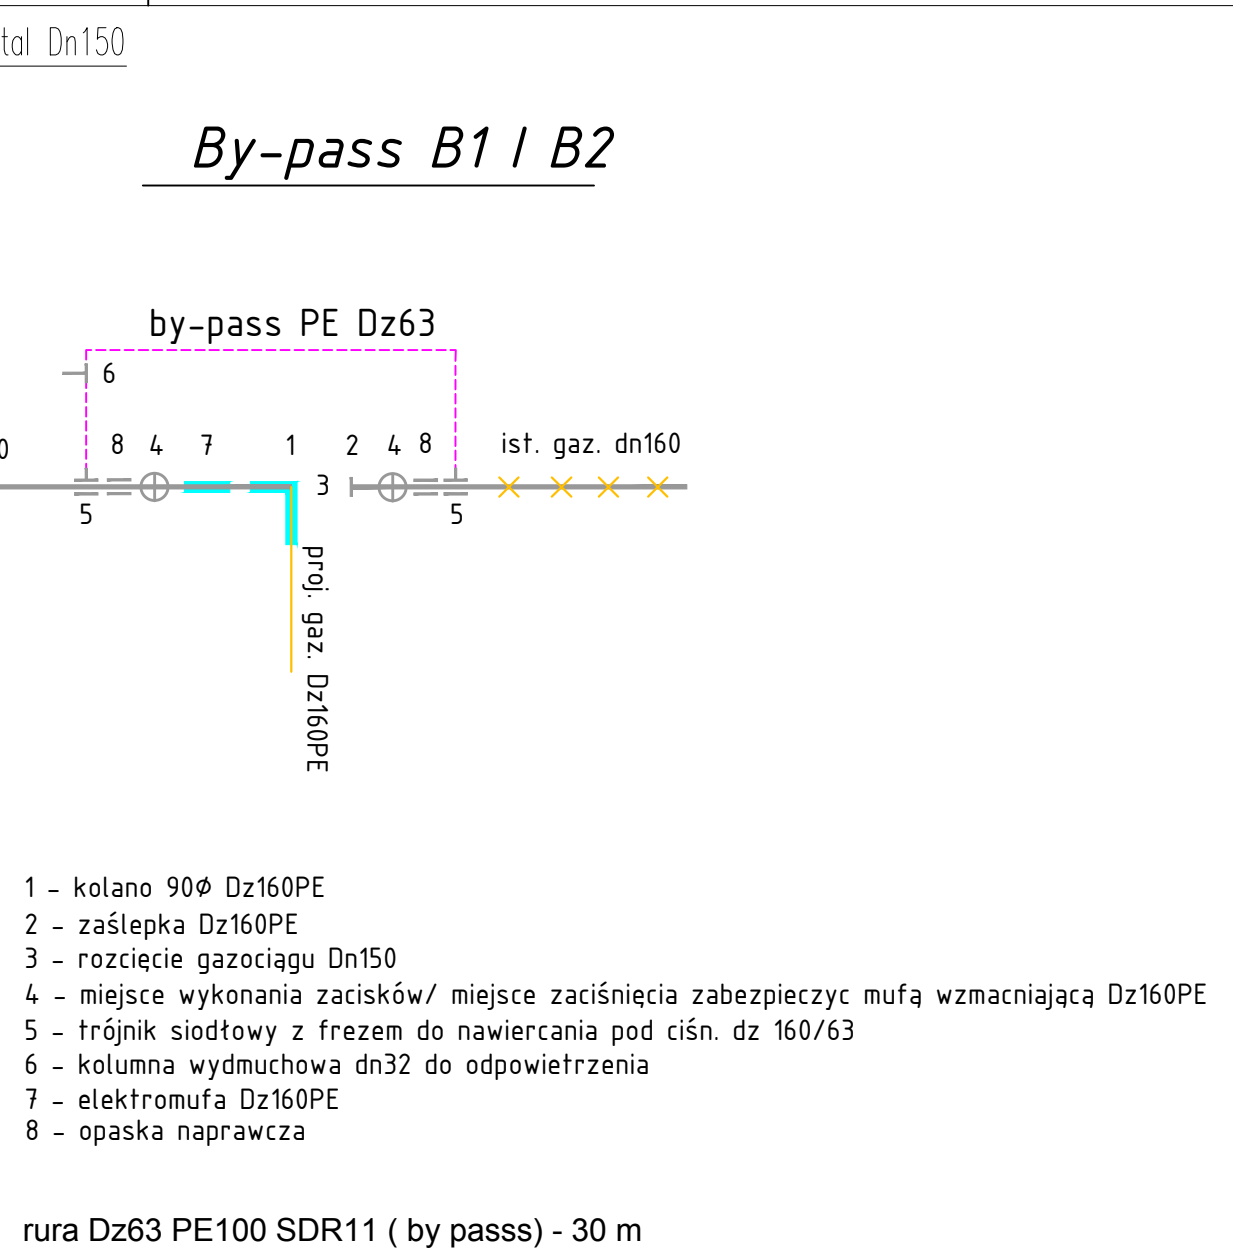 tal Dn150
By-pass B1 I B2
by-pass PE Dz63
6
0 8 4 7 1 2 4 8 ist. gaz. dn160
3
5 5
proj. gaz. Dz160PE
1 - kolano 90φ Dz160PE
2 - zaślepka Dz160PE
3 - rozcięcie gazociągu Dn150
4 - miejsce wykonania zacisków/ miejsce zaciśnięcia zabezpieczyc mufą wzmacniającą Dz160PE
5 - trójnik siodłowy z frezem do nawiercania pod ciśn. dz 160/63
6 - kolumna wydmuchowa dn32 do odpowietrzenia
7 - elektromufa Dz160PE
8 - opaska naprawcza
rura Dz63 PE100 SDR11 ( by passs) - 30 m